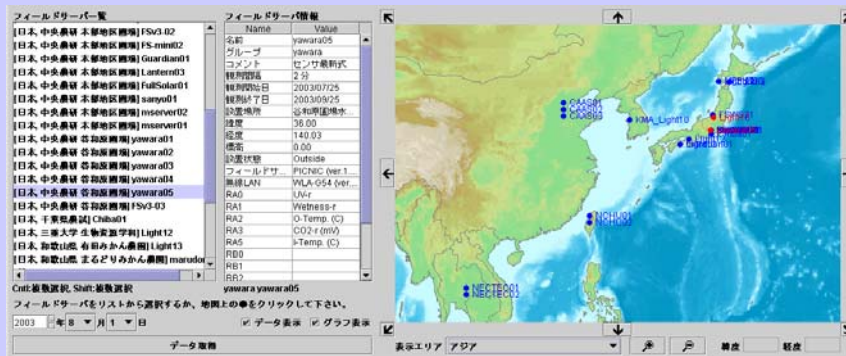 フィールドサーバ一覧
[日本, 中央農研 本部地区圃場] FSv3-02
[日本, 中央農研 本部地区圃場] FS-mini02
[日本, 中央農研 本部地区圃場] Guardian01
[日本, 中央農研 本部地区圃場] Lantern03
[日本, 中央農研 本部地区圃場] FullSolar01
[日本, 中央農研 本部地区圃場] sanyo01
[日本, 中央農研 本部地区圃場] mserver02
[日本, 中央農研 本部地区圃場] mserver01
[日本, 中央農研 谷和原圃場] yawara01
[日本, 中央農研 谷和原圃場] yawara02
[日本, 中央農研 谷和原圃場] yawara03
[日本, 中央農研 谷和原圃場] yawara04
[日本, 中央農研 谷和原圃場] yawara05
[日本, 中央農研 谷和原圃場] FSv3-03
[日本, 千葉県農試] Chiba01
[日本, 三重大学 生物資源学科] Light12
[日本, 和歌山県 有田みかん農園] Light13
[日本, 和歌山県 まるどりみかん農園] marudor
Cntl:複数選択, Shift:複数選択
フィールドサーバ情報
Name Value
名前 yawara05
グループ yawara
コメント センサ最新式
観測間隔 2 分
観測開始日 2003/07/25
観測終了日 2003/09/25
設置場所 谷和原圃場水...
緯度 36.00
経度 140.03
標高 0.00
設置状態 Outside
フィールドサ... PICNIC (ver.1...
無線LAN WLA-G54 (ver...
RA0 UV-r
RA1 Wetness-r
RA2 O-Temp. (C)
RA3 CO2-r (mV)
RA5 I-Temp. (C)
RB0
RB1
RB2
yawara yawara05
フィールドサーバをリストから選択するか、地図上の●をクリックして下さい。
2003 年 8 月 1 日
データ表示 グラフ表示
データ取得
CAAS01
CAAS03
KMA_Light10
NCHU01
NCHU02
NECTEC01
NECTEC02
表示エリア アジア
緯度 経度